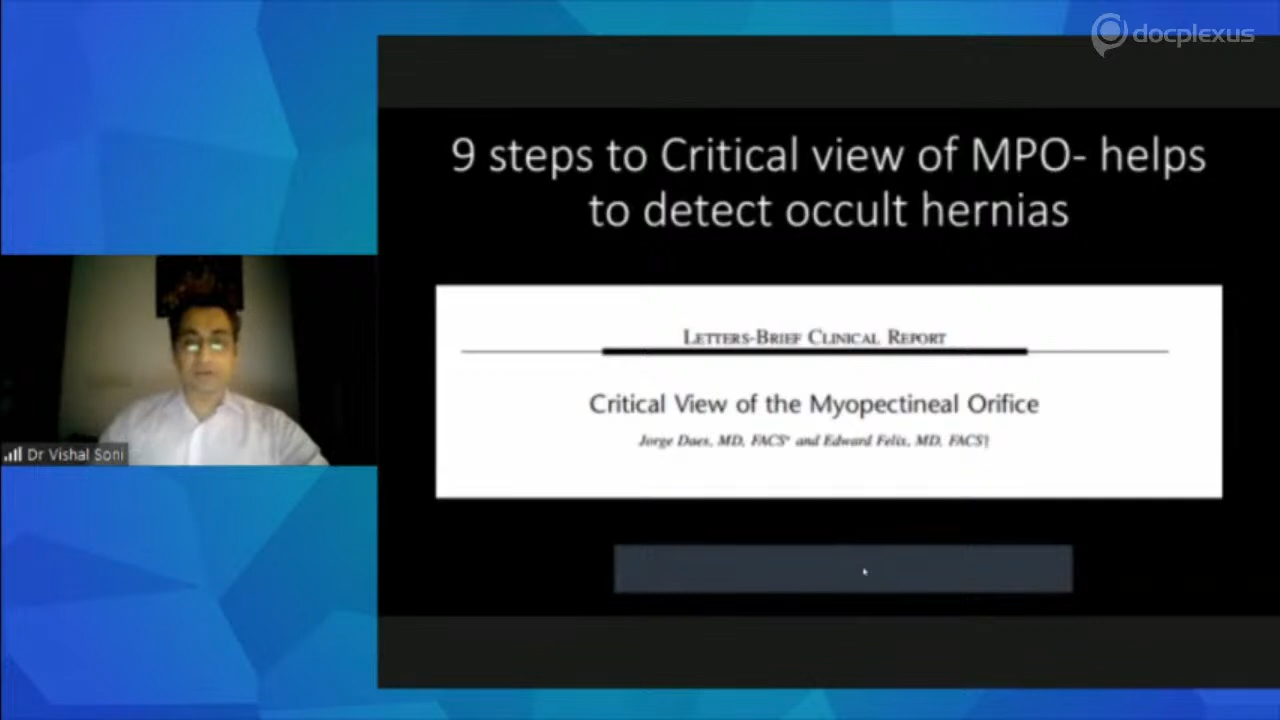 docplexus
9 steps to Critical view of MPO- helps
to detect occult hernias
LETTERS-BRIEF CLINICAL REPORT
Critical View of the Myopectineal Orifice
Jorge Daes, MD, FACS* and Edward Felix, MD, FACS†
Dr Vishal Soni